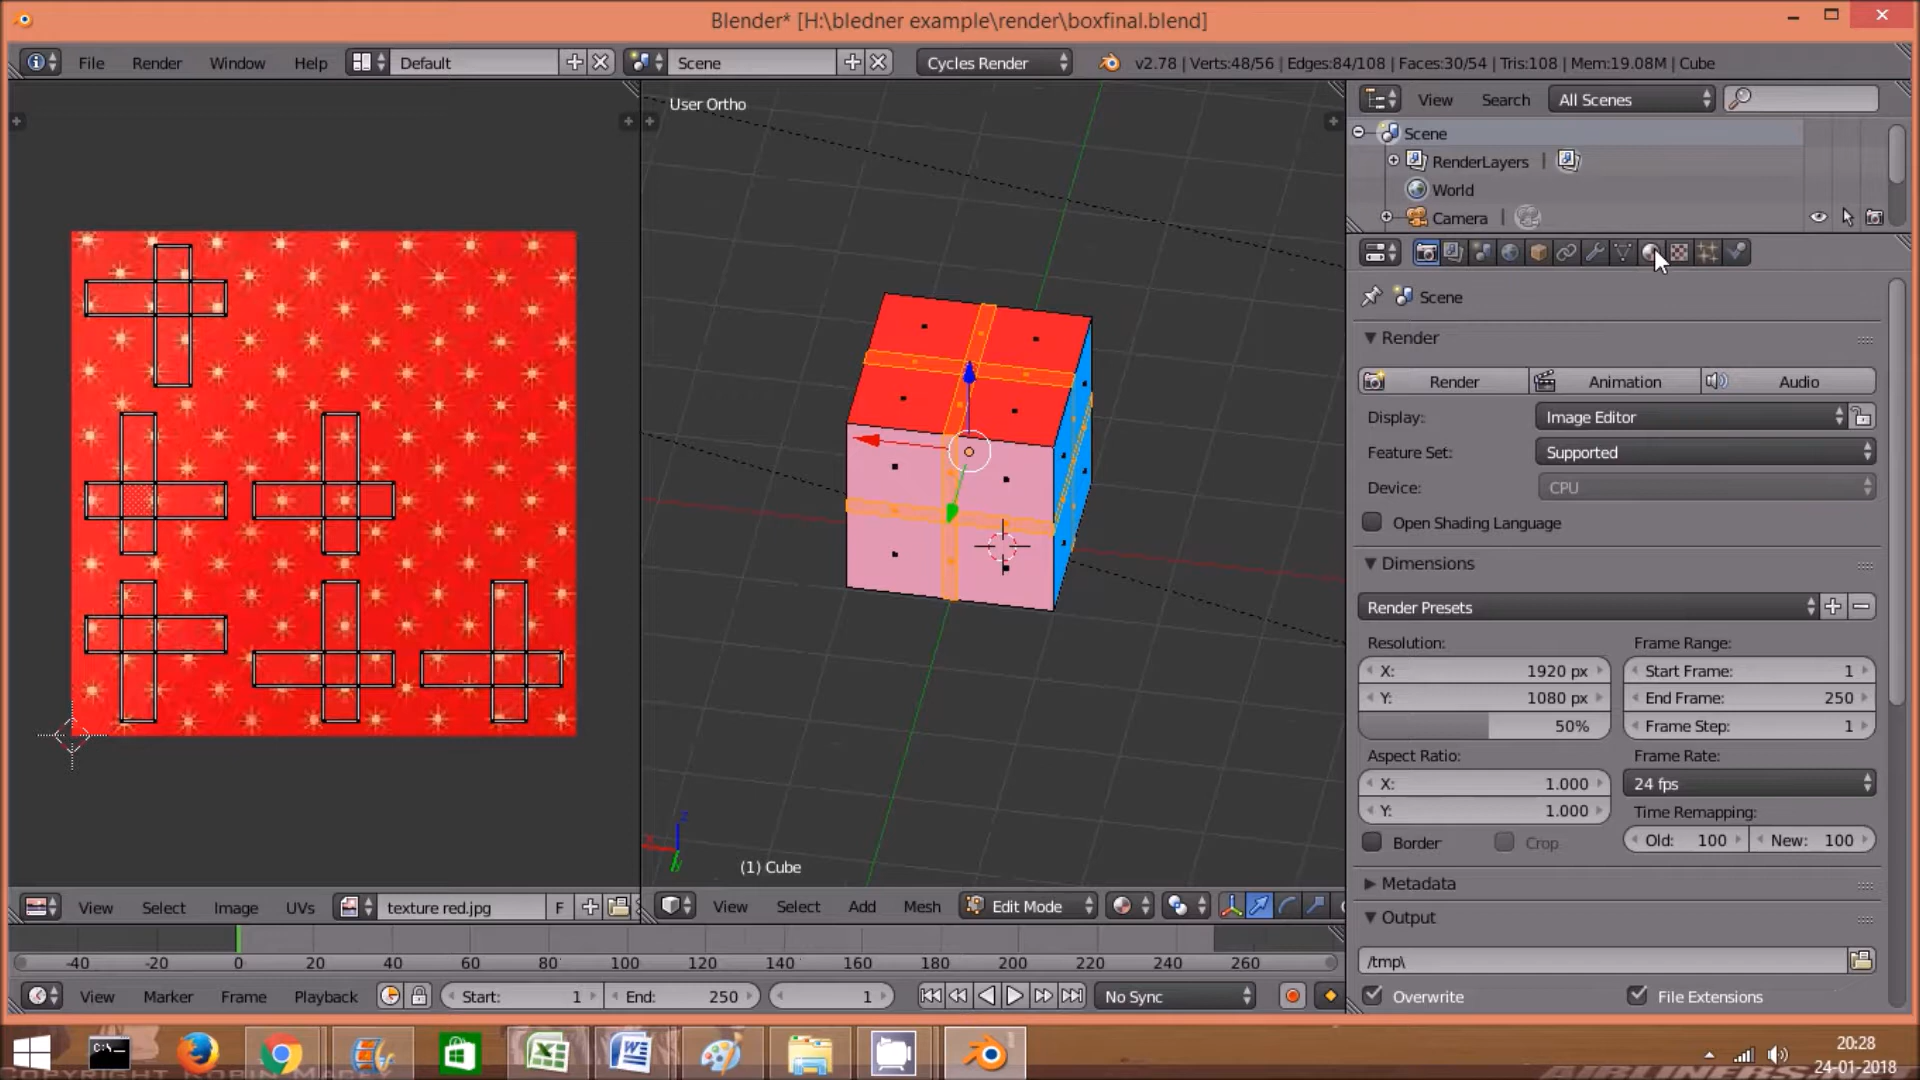 Blender* [H:\bledner example\render\boxfinal.blend]
File Render Window Help Default Scene Cycles Render v2.78 | Verts:48/56 | Edges:84/108 | Faces:30/54 | Tris:108 | Mem:19.08M | Cube
User Ortho
View Search All Scenes
Scene
RenderLayers
World
Camera
Scene
Render
Render Animation Audio
Display: Image Editor
Feature Set: Supported
Device: CPU
Open Shading Language
Dimensions
Render Presets
Resolution: Frame Range:
X: 1920 px Start Frame: 1
Y: 1080 px End Frame: 250
50% Frame Step: 1
Aspect Ratio: Frame Rate:
X: 1.000 24 fps
Y: 1.000 Time Remapping:
Border Crop Old: 100 New: 100
Metadata
Output
/tmp\
Overwrite File Extensions
(1) Cube
View Select Image UVs texture red.jpg F
View Select Add Mesh Edit Mode
-40 -20 0 20 40 60 80 100 120 140 160 180 200 220 240 260
View Marker Frame Playback Start: 1 End: 250 1 No Sync
20:28
24-01-2018